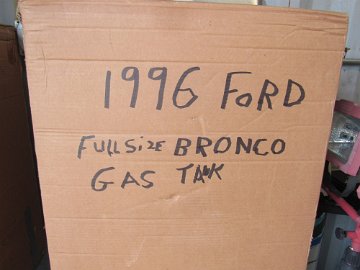 1996 FORD
FULLSIZE BRONCO
GAS TANK